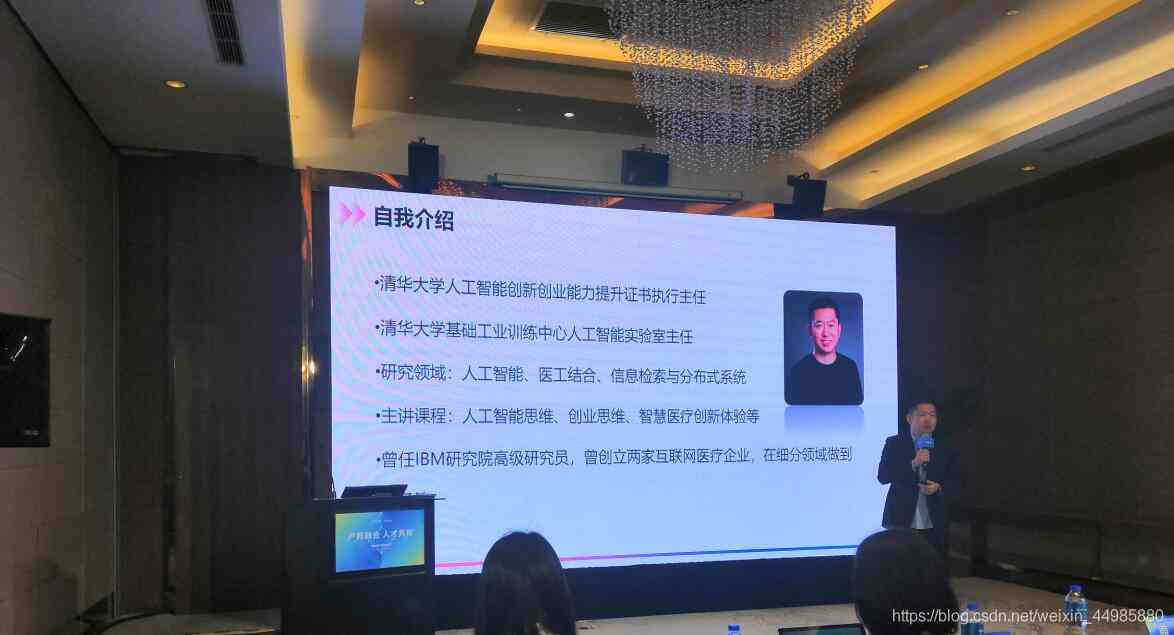 自我介绍
•清华大学人工智能创新创业能力提升证书执行主任
•清华大学基础工业训练中心人工智能实验室主任
•研究领域：人工智能、医工结合、信息检索与分布式系统
•主讲课程：人工智能思维、创业思维、智慧医疗创新体验等
•曾任IBM研究院高级研究员，曾创立两家互联网医疗企业，在细分领域做到
产教融合 人才共育
https://blog.csdn.net/weixin_44985880